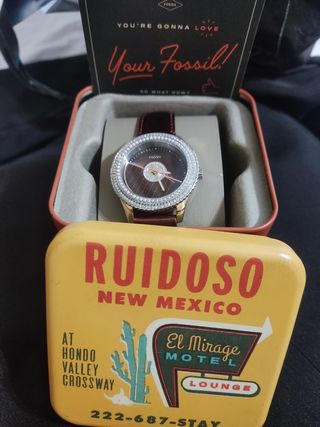 FOSSIL
YOU'RE GONNA LOVE
Your Fossil!
SO WHAT NOW?
FOSSIL
RUIDOSO
NEW MEXICO
AT
HONDO
VALLEY
CROSSWAY
El Mirage
MOTEL
LOUNGE
222-687-STAY